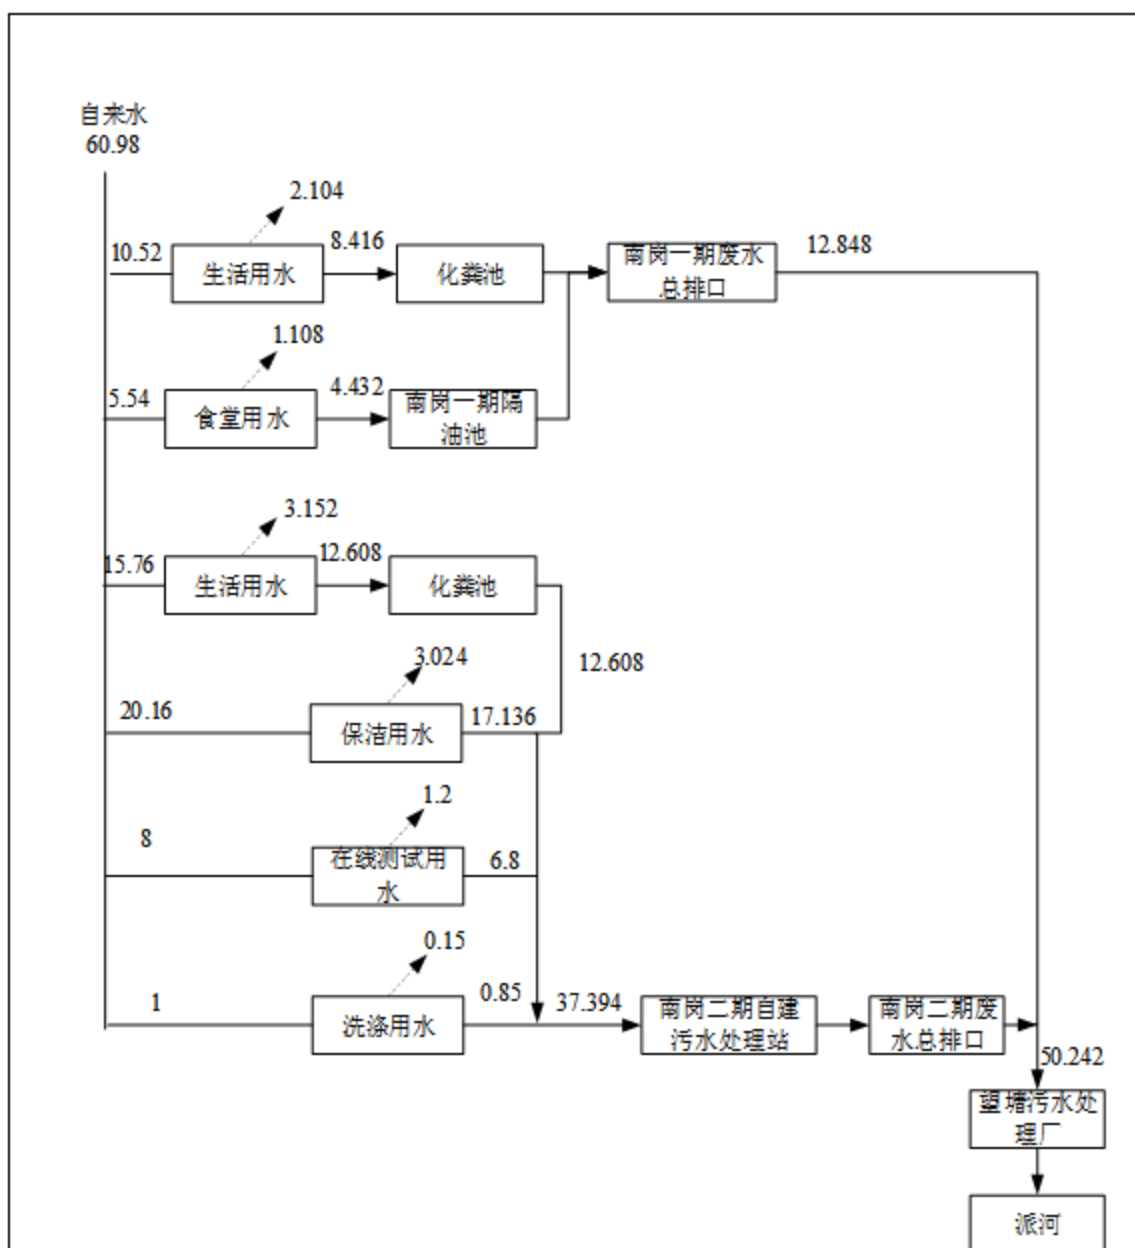 自来水
60.98
2.104
10.52
生活用水
8.416
化粪池
南岗一期废水
总排口
12.848
1.108
5.54
食堂用水
4.432
南岗一期隔
油池
3.152
15.76
生活用水
12.608
化粪池
12.608
3.024
20.16
保洁用水
17.136
1.2
8
在线测试用
水
6.8
0.15
1
洗涤用水
0.85
37.394
南岗二期自建
污水处理站
南岗二期废
水总排口
50.242
望塘污水处
理厂
派河